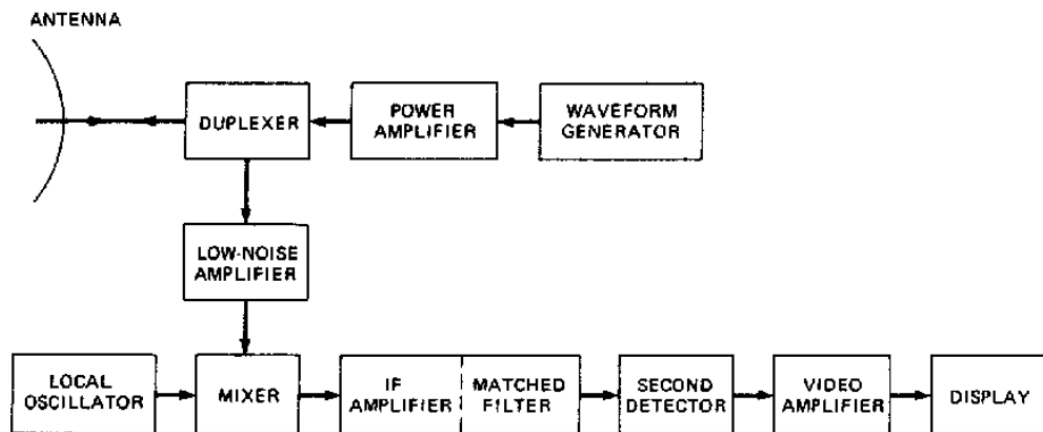 ANTENNA
DUPLEXER
POWER
AMPLIFIER
WAVEFORM
GENERATOR
LOW-NOISE
AMPLIFIER
LOCAL
OSCILLATOR
MIXER
IF
AMPLIFIER
MATCHED
FILTER
SECOND
DETECTOR
VIDEO
AMPLIFIER
DISPLAY